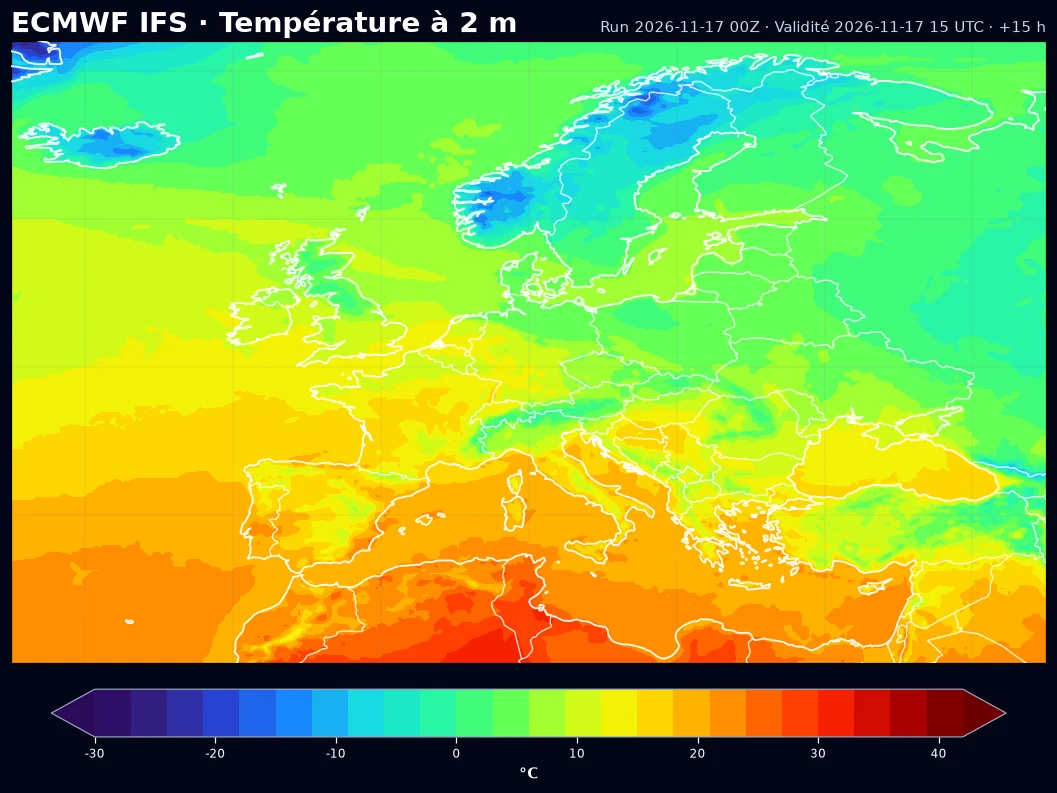 ECMWF IFS · Température à 2 m
Run 2026-11-17 00Z · Validité 2026-11-17 15 UTC · +15 h
-30 -20 -10 0 10 20 30 40
°C